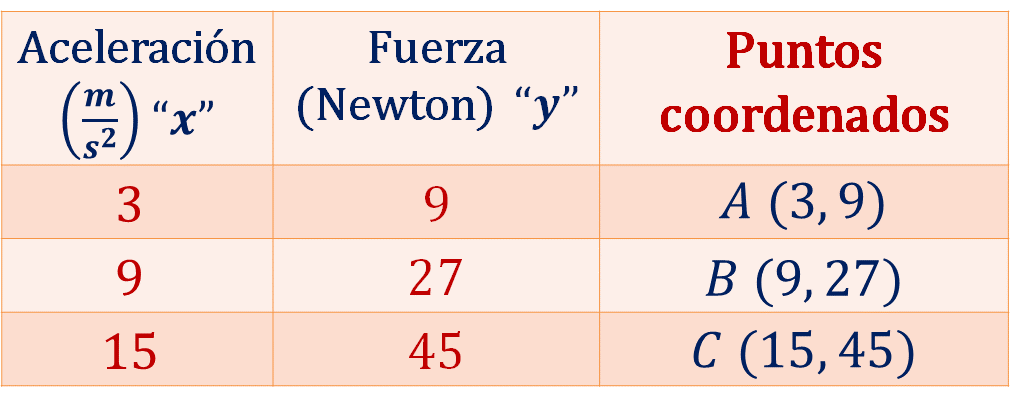 Aceleración (m/s²) “x”
Fuerza (Newton) “y”
Puntos coordenados
3 9 A (3, 9)
9 27 B (9, 27)
15 45 C (15, 45)